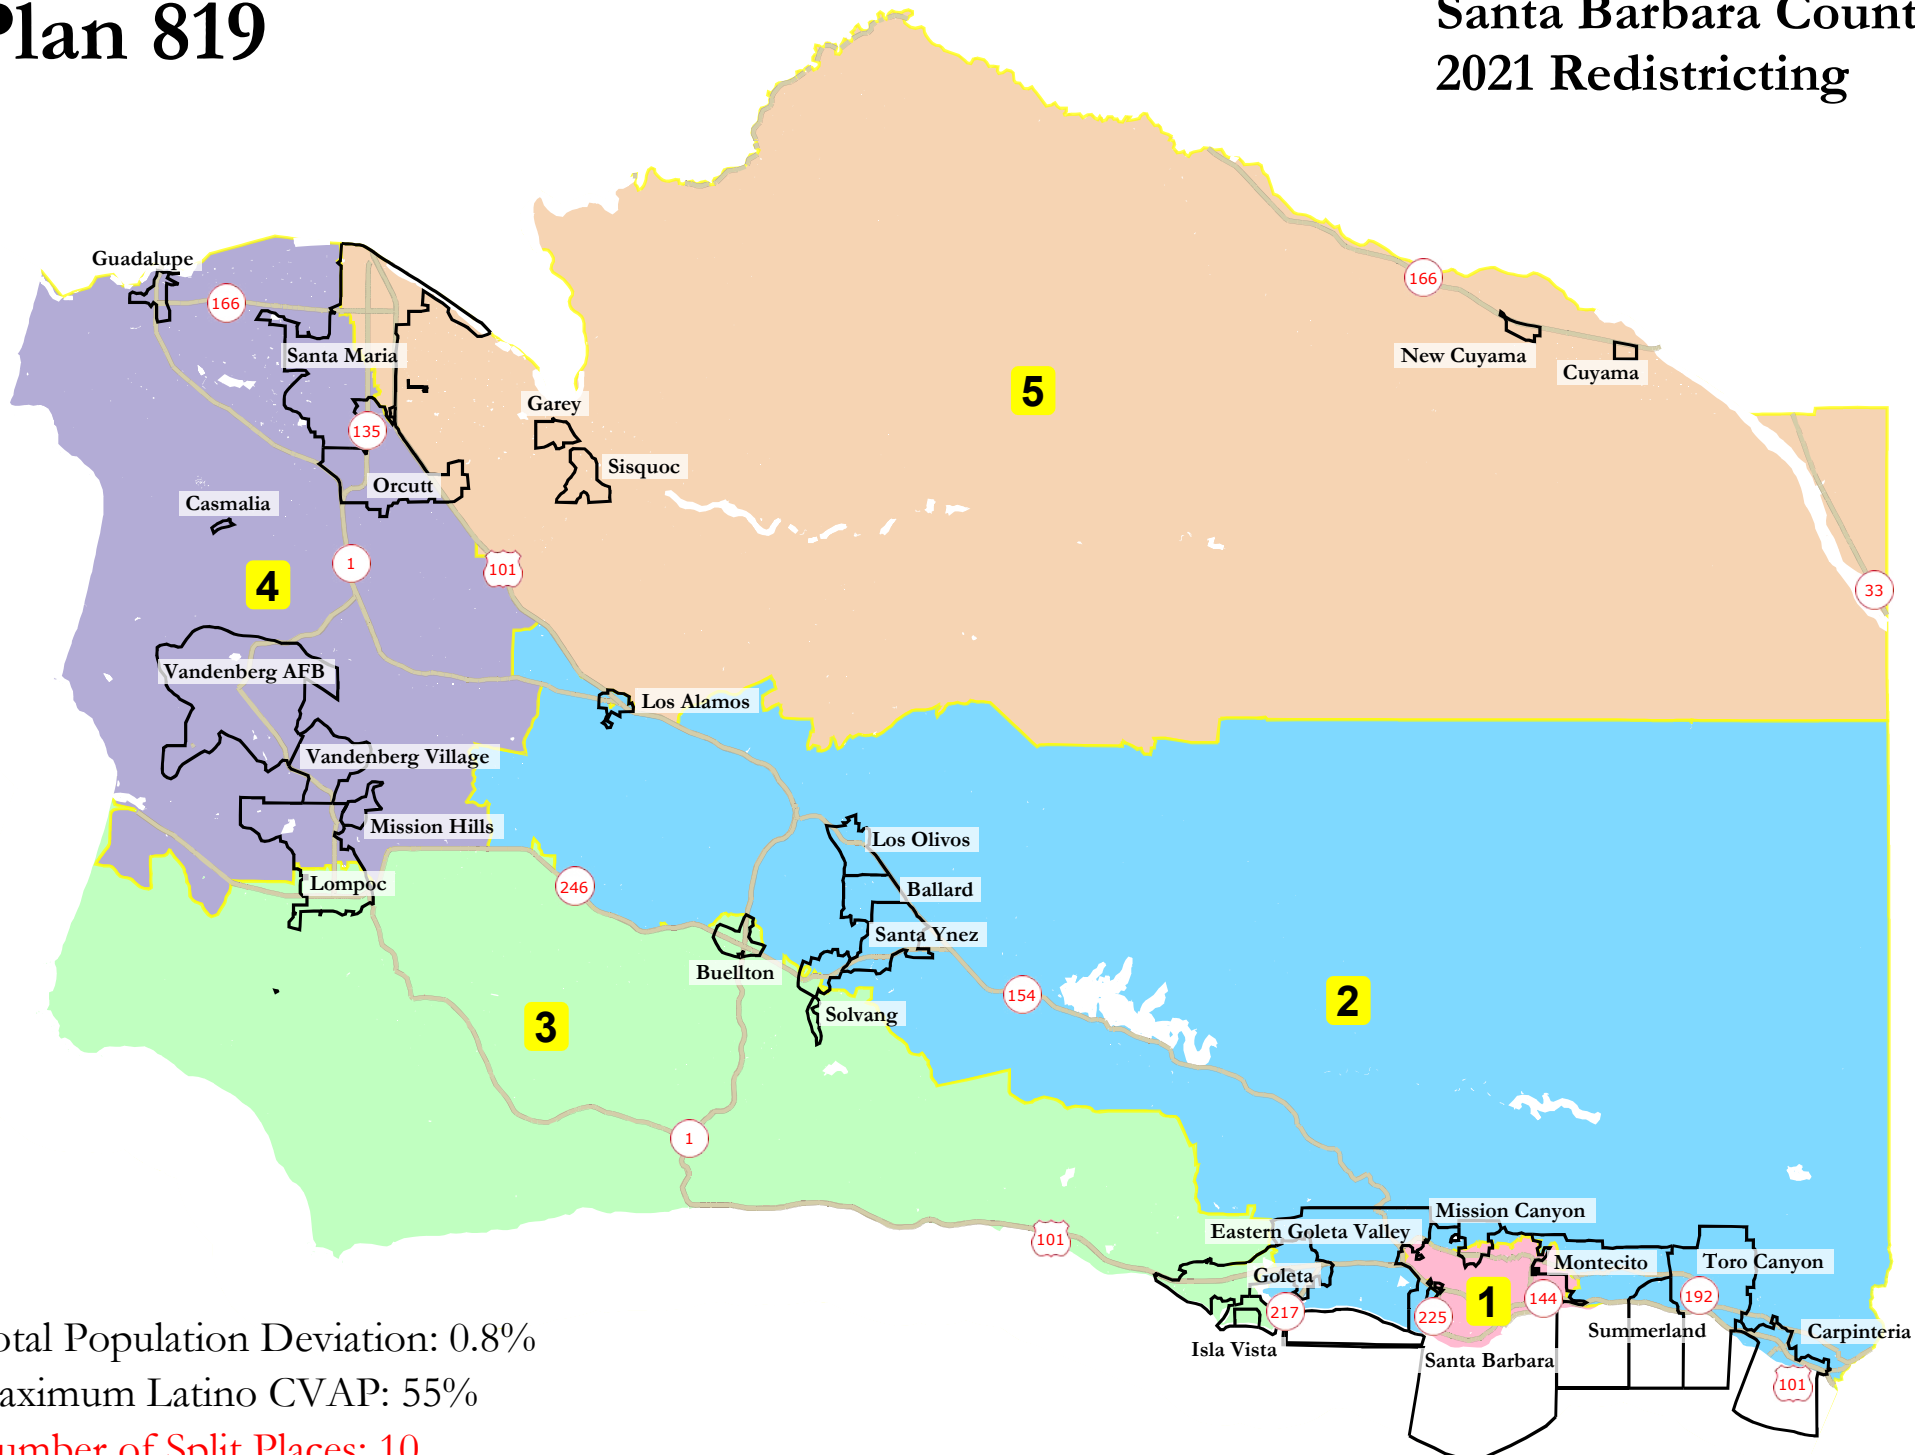 Plan 819
Santa Barbara Count
2021 Redistricting
Guadalupe
166
Santa Maria
135
Orcutt
Casmalia
Garey
Sisquoc
5
166
New Cuyama
Cuyama
33
4
1
101
Vandenberg AFB
Los Alamos
Vandenberg Village
Mission Hills
Lompoc
246
Los Olivos
Ballard
Santa Ynez
Buellton
Solvang
154
2
3
1
101
Mission Canyon
Eastern Goleta Valley
Goleta
Montecito
Toro Canyon
217
225
1
144
192
Isla Vista
Santa Barbara
Summerland
Carpinteria
101
otal Population Deviation: 0.8%
aximum Latino CVAP: 55%
umber of Split Places: 10